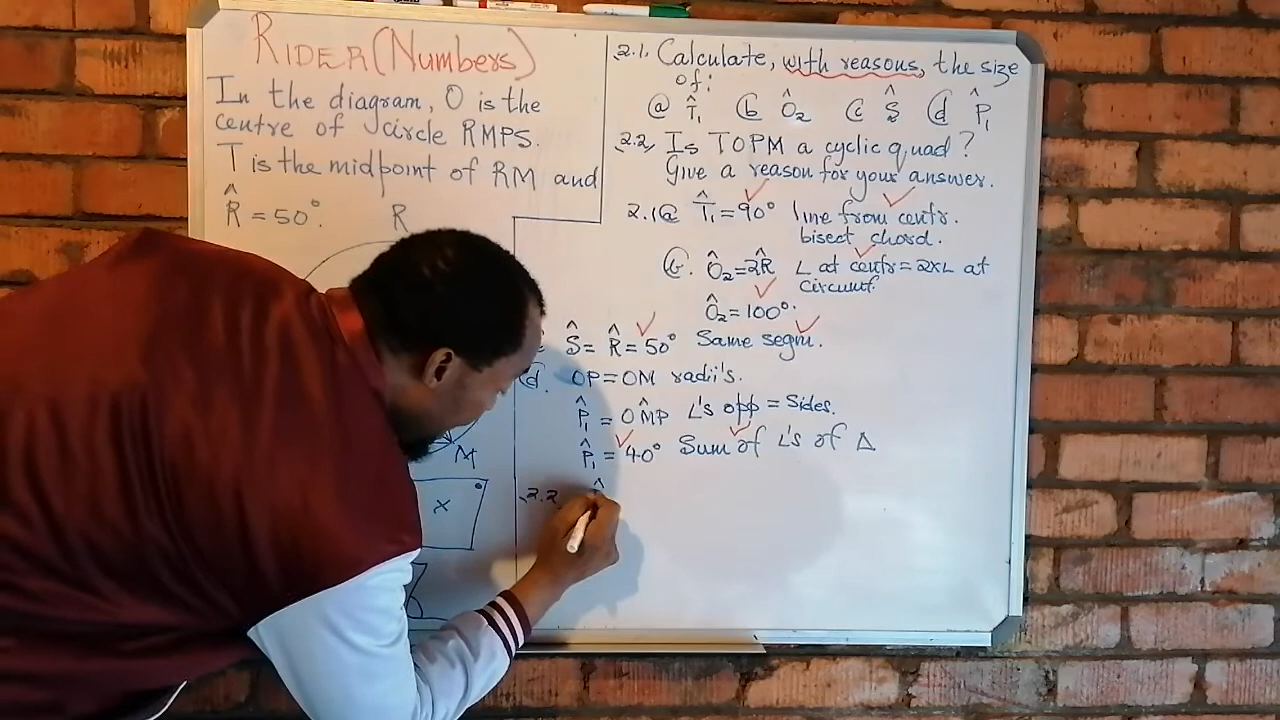 RIDER (Numbers)
In the diagram, O is the
centre of circle RMPS.
T is the midpoint of RM and
R̂ = 50°.
R
M
x
2.1. Calculate, with reasons, the size
of:
ⓐ T̂₁ ⓑ Ô₂ ⓒ Ŝ ⓓ P̂₁
2.2. Is TOPM a cyclic quad?
Give a reason for your answer.
2.1 ⓐ T̂₁ = 90° line from centr.
bisect chord.
ⓑ. Ô₂ = 2R̂ ∠ at centr = 2x∠ at
circumf.
Ô₂ = 100°.
Ŝ = R̂ = 50° Same segm.
ⓓ. OP = OM radii's.
P̂₁ = OM̂P ∠'s opp = Sides.
P̂₁ = 40° Sum of ∠'s of Δ
2.2